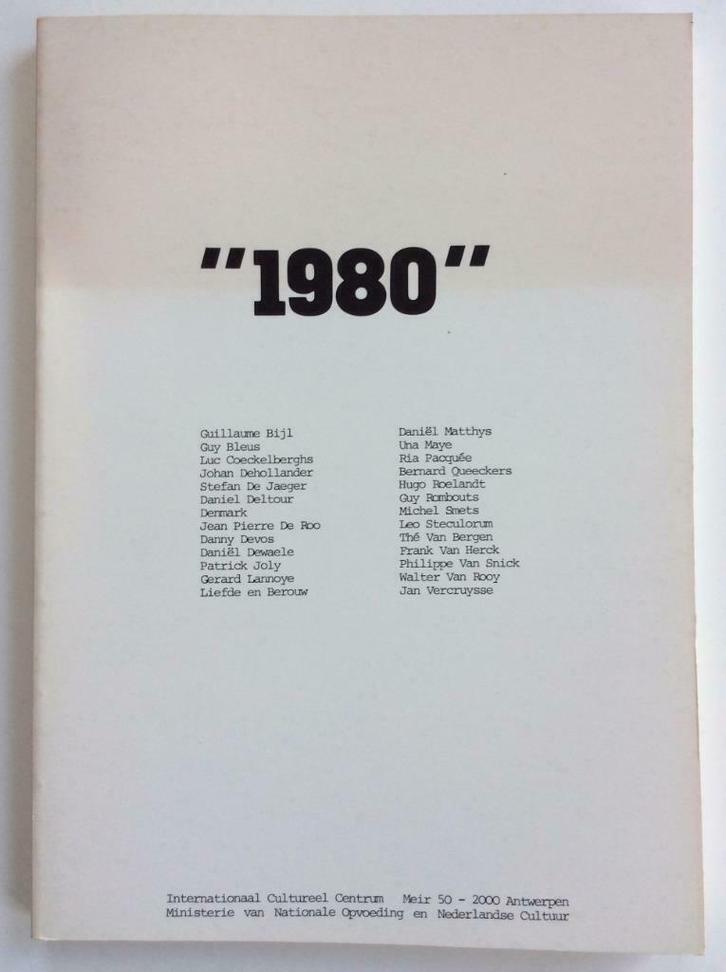 "1980"
Guillaume Bijl
Guy Bleus
Luc Coeckelberghs
Johan Dehollander
Stefan De Jaeger
Daniel Deltour
Denmark
Jean Pierre De Roo
Danny Devos
Daniël Dewaele
Patrick Joly
Gerard Lannoye
Liefde en Berouw
Daniël Matthys
Una Maye
Ria Pacquée
Bernard Queeckers
Hugo Roelandt
Guy Rombouts
Michel Smets
Leo Steculorum
Thé Van Bergen
Frank Van Herck
Philippe Van Snick
Walter Van Rooy
Jan Vercruysse
Internationaal Cultureel Centrum Meir 50 - 2000 Antwerpen
Ministerie van Nationale Opvoeding en Nederlandse Cultuur